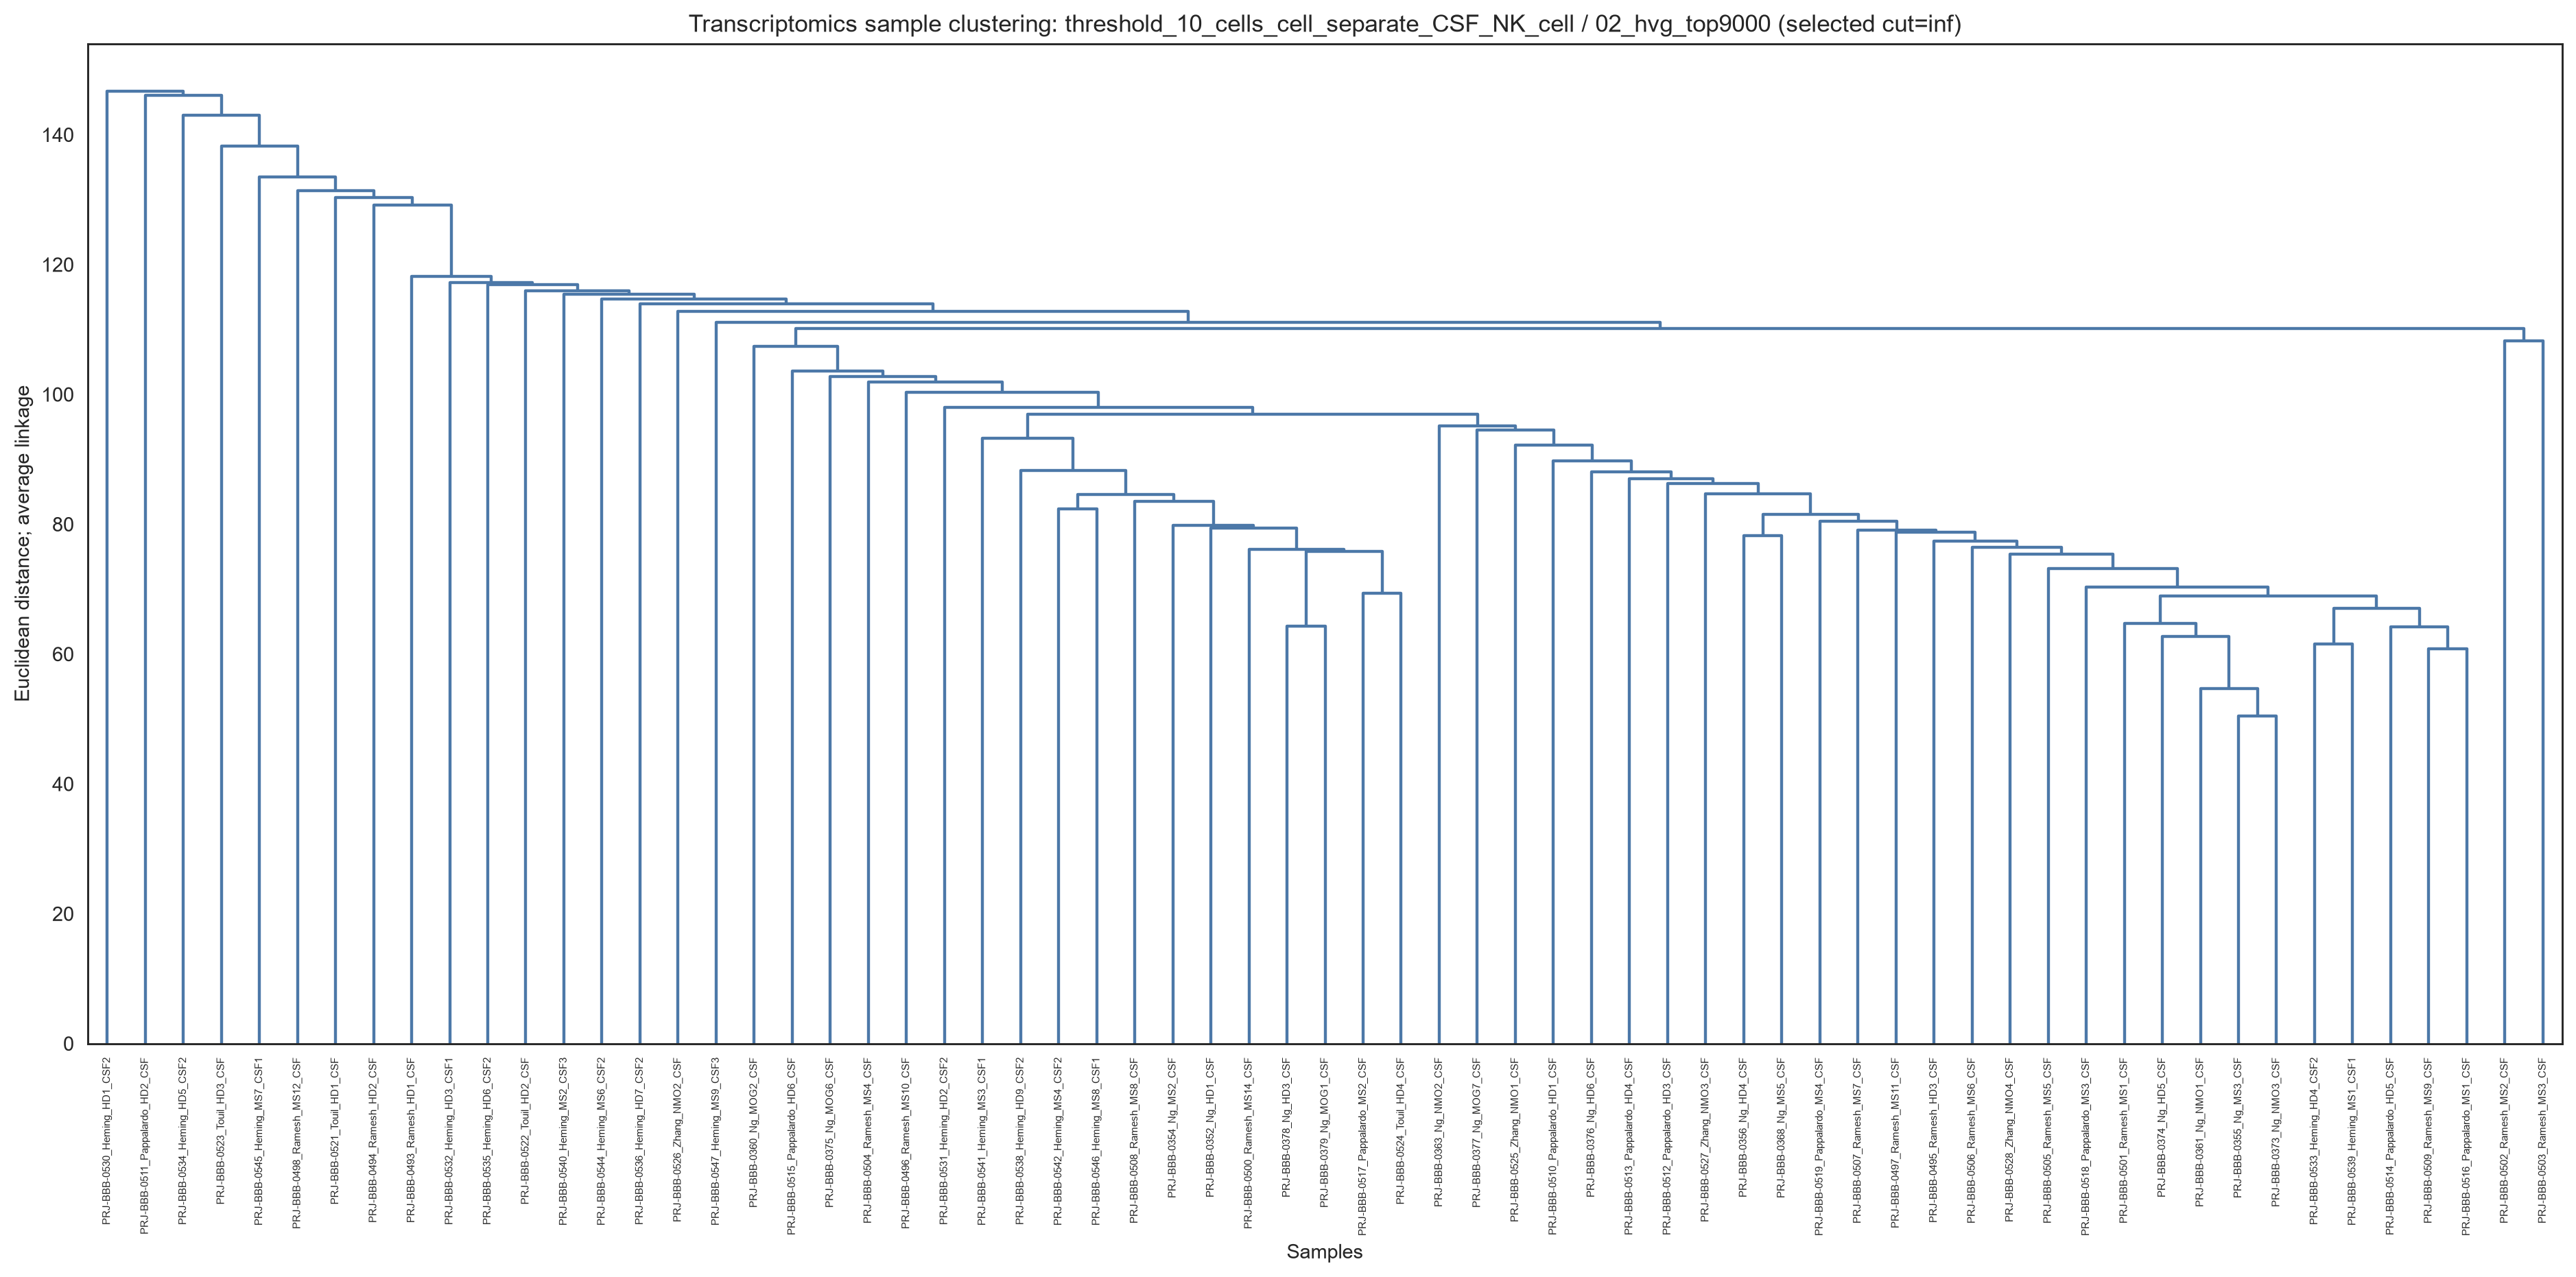 Transcriptomics sample clustering: threshold_10_cells_cell_separate_CSF_NK_cell / 02_hvg_top9000 (selected cut=inf)
Euclidean distance; average linkage
140
120
100
80
60
40
20
0
PRJ-BBB-0530_Heming_HD1_CSF2
PRJ-BBB-0511_Pappalardo_HD2_CSF
PRJ-BBB-0534_Heming_HD5_CSF2
PRJ-BBB-0523_Touil_HD3_CSF
PRJ-BBB-0545_Heming_MS7_CSF1
PRJ-BBB-0498_Ramesh_MS12_CSF
PRJ-BBB-0521_Touil_HD1_CSF
PRJ-BBB-0494_Ramesh_HD2_CSF
PRJ-BBB-0493_Ramesh_HD1_CSF
PRJ-BBB-0532_Heming_HD3_CSF1
PRJ-BBB-0535_Heming_HD6_CSF2
PRJ-BBB-0522_Touil_HD2_CSF
PRJ-BBB-0540_Heming_MS2_CSF3
PRJ-BBB-0544_Heming_MS6_CSF2
PRJ-BBB-0536_Heming_HD7_CSF2
PRJ-BBB-0526_Zhang_NMO2_CSF
PRJ-BBB-0547_Heming_MS9_CSF3
PRJ-BBB-0360_Ng_MOG2_CSF
PRJ-BBB-0515_Pappalardo_HD6_CSF
PRJ-BBB-0375_Ng_MOG6_CSF
PRJ-BBB-0504_Ramesh_MS4_CSF
PRJ-BBB-0496_Ramesh_MS10_CSF
PRJ-BBB-0531_Heming_HD2_CSF2
PRJ-BBB-0541_Heming_MS3_CSF1
PRJ-BBB-0538_Heming_HD9_CSF2
PRJ-BBB-0542_Heming_MS4_CSF2
PRJ-BBB-0546_Heming_MS8_CSF1
PRJ-BBB-0508_Ramesh_MS8_CSF
PRJ-BBB-0354_Ng_MS2_CSF
PRJ-BBB-0352_Ng_HD1_CSF
PRJ-BBB-0500_Ramesh_MS14_CSF
PRJ-BBB-0378_Ng_HD3_CSF
PRJ-BBB-0379_Ng_MOG1_CSF
PRJ-BBB-0517_Pappalardo_MS2_CSF
PRJ-BBB-0524_Touil_HD4_CSF
PRJ-BBB-0363_Ng_NMO2_CSF
PRJ-BBB-0377_Ng_MOG7_CSF
PRJ-BBB-0525_Zhang_NMO1_CSF
PRJ-BBB-0510_Pappalardo_HD1_CSF
PRJ-BBB-0376_Ng_HD6_CSF
PRJ-BBB-0513_Pappalardo_HD4_CSF
PRJ-BBB-0512_Pappalardo_HD3_CSF
PRJ-BBB-0527_Zhang_NMO3_CSF
PRJ-BBB-0356_Ng_HD4_CSF
PRJ-BBB-0368_Ng_MS5_CSF
PRJ-BBB-0519_Pappalardo_MS4_CSF
PRJ-BBB-0507_Ramesh_MS7_CSF
PRJ-BBB-0497_Ramesh_MS11_CSF
PRJ-BBB-0495_Ramesh_HD3_CSF
PRJ-BBB-0506_Ramesh_MS6_CSF
PRJ-BBB-0528_Zhang_NMO4_CSF
PRJ-BBB-0505_Ramesh_MS5_CSF
PRJ-BBB-0518_Pappalardo_MS3_CSF
PRJ-BBB-0501_Ramesh_MS1_CSF
PRJ-BBB-0374_Ng_HD5_CSF
PRJ-BBB-0361_Ng_NMO1_CSF
PRJ-BBB-0355_Ng_MS3_CSF
PRJ-BBB-0373_Ng_NMO3_CSF
PRJ-BBB-0533_Heming_HD4_CSF2
PRJ-BBB-0539_Heming_MS1_CSF1
PRJ-BBB-0514_Pappalardo_HD5_CSF
PRJ-BBB-0509_Ramesh_MS9_CSF
PRJ-BBB-0516_Pappalardo_MS1_CSF
PRJ-BBB-0502_Ramesh_MS2_CSF
PRJ-BBB-0503_Ramesh_MS3_CSF
Samples